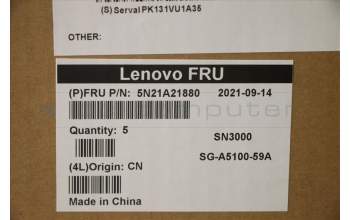 (S) Serval PK131VU1A35
OTHER:
Lenovo FRU
(P)FRU P/N: 5N21A21880 2021-09-14
Quantity: 5 SN3000
SG-A5100-59A
(4L)Origin: CN
Made in China